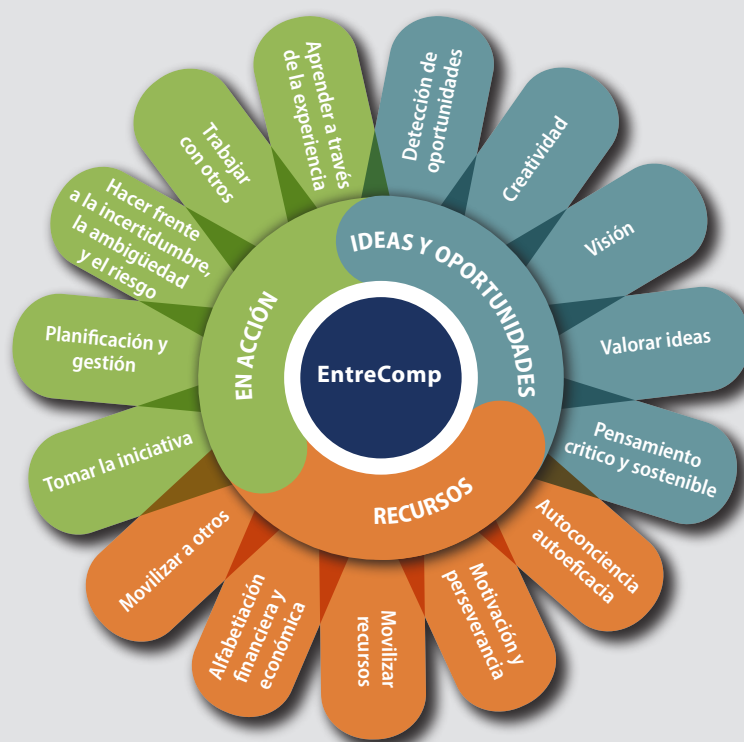 EntreComp
IDEAS Y OPORTUNIDADES
Detección de
oportunidades
Creatividad
Visión
Valorar ideas
Pensamiento
critico y sostenible
RECURSOS
Autoconciencia
autoeficacia
Motivación y
perseverancia
Movilizar
recursos
Alfabetiación
financiera y
económica
Movilizar a otros
EN ACCIÓN
Tomar la iniciativa
Planificación y
gestión
Hacer frente
a la incertidumbre,
la ambigüedad
y el riesgo
Trabajar
con otros
Aprender a través
de la experiencia